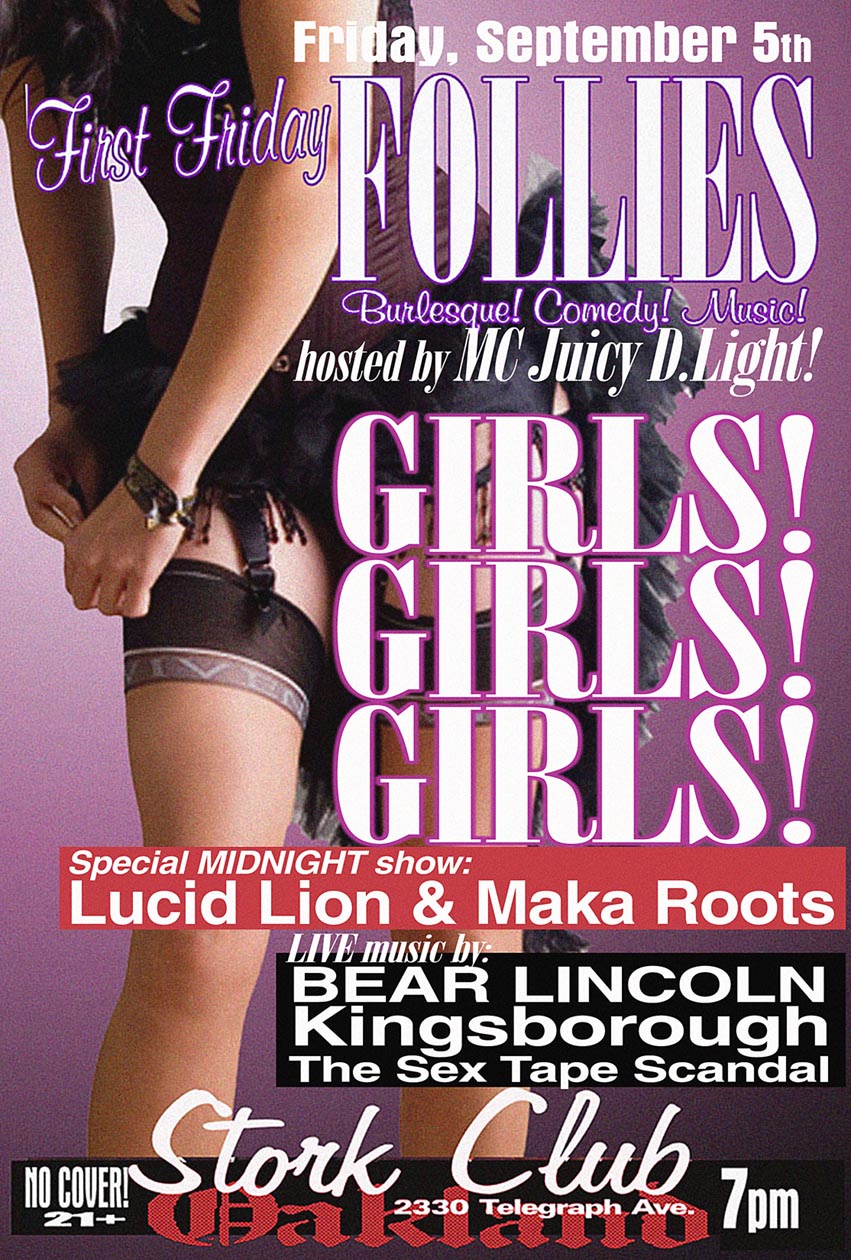 Friday, September 5th
First Friday FOLLIES
Burlesque! Comedy! Music!
hosted by MC Juicy D.Light!
GIRLS!
GIRLS!
GIRLS!
Special MIDNIGHT show:
Lucid Lion & Maka Roots
LIVE music by:
BEAR LINCOLN
Kingsborough
The Sex Tape Scandal
Stork Club
NO COVER!
21+
2330 Telegraph Ave.
Oakland
7pm